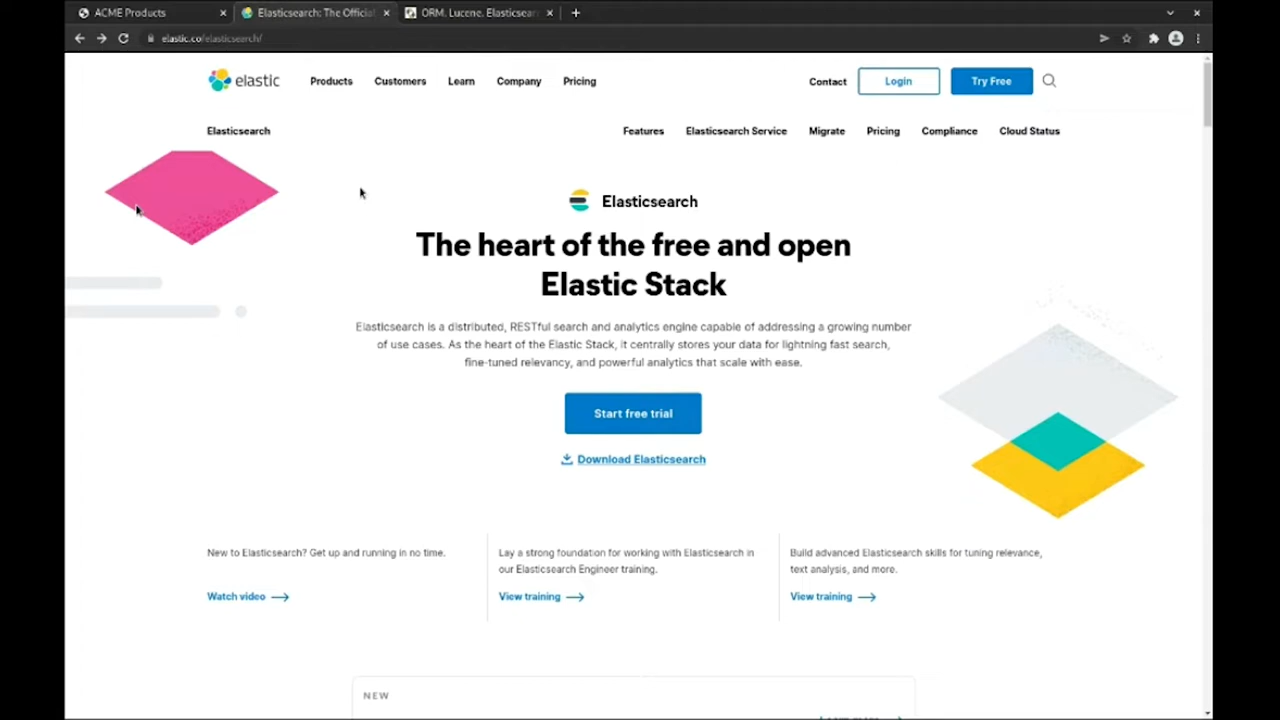 ACME Products
Elasticsearch: The Official
ORM, Lucene, Elasticsear
elastic.co/elasticsearch/
elastic
Products
Customers
Learn
Company
Pricing
Contact
Login
Try Free
Elasticsearch
Features
Elasticsearch Service
Migrate
Pricing
Compliance
Cloud Status
Elasticsearch
The heart of the free and open
Elastic Stack
Elasticsearch is a distributed, RESTful search and analytics engine capable of addressing a growing number
of use cases. As the heart of the Elastic Stack, it centrally stores your data for lightning fast search,
fine-tuned relevancy, and powerful analytics that scale with ease.
Start free trial
Download Elasticsearch
New to Elasticsearch? Get up and running in no time.
Watch video
Lay a strong foundation for working with Elasticsearch in
our Elasticsearch Engineer training.
View training
Build advanced Elasticsearch skills for tuning relevance,
text analysis, and more.
View training
NEW